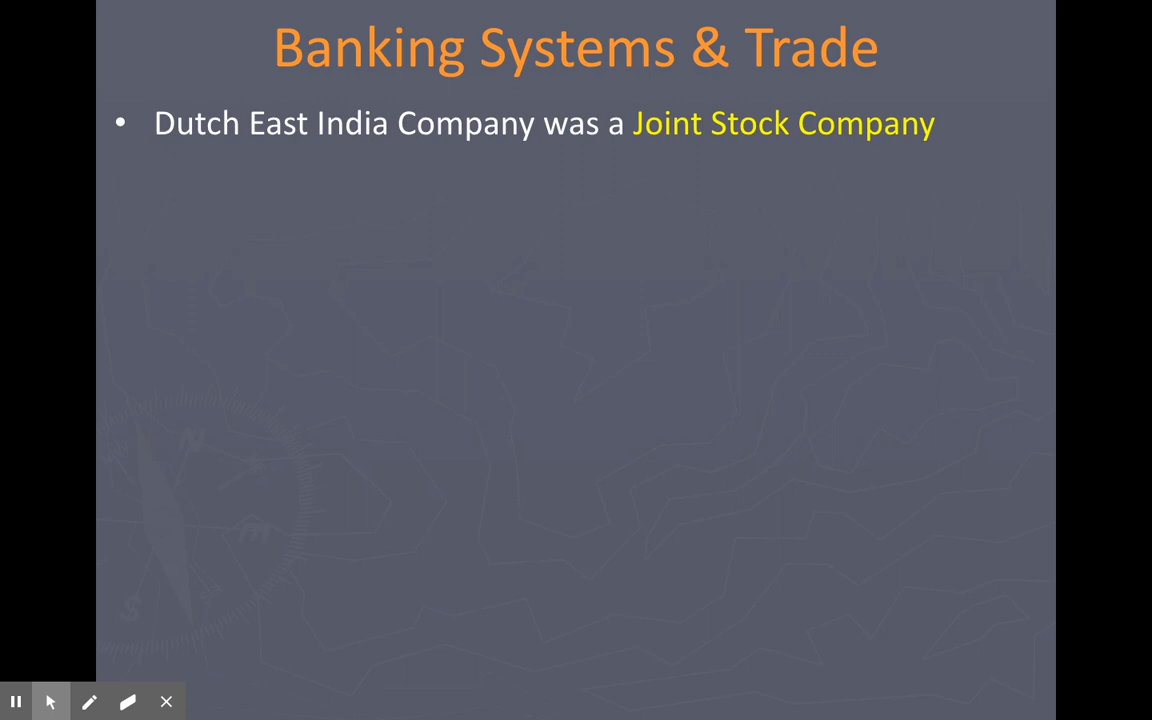 Banking Systems & Trade
• Dutch East India Company was a Joint Stock Company